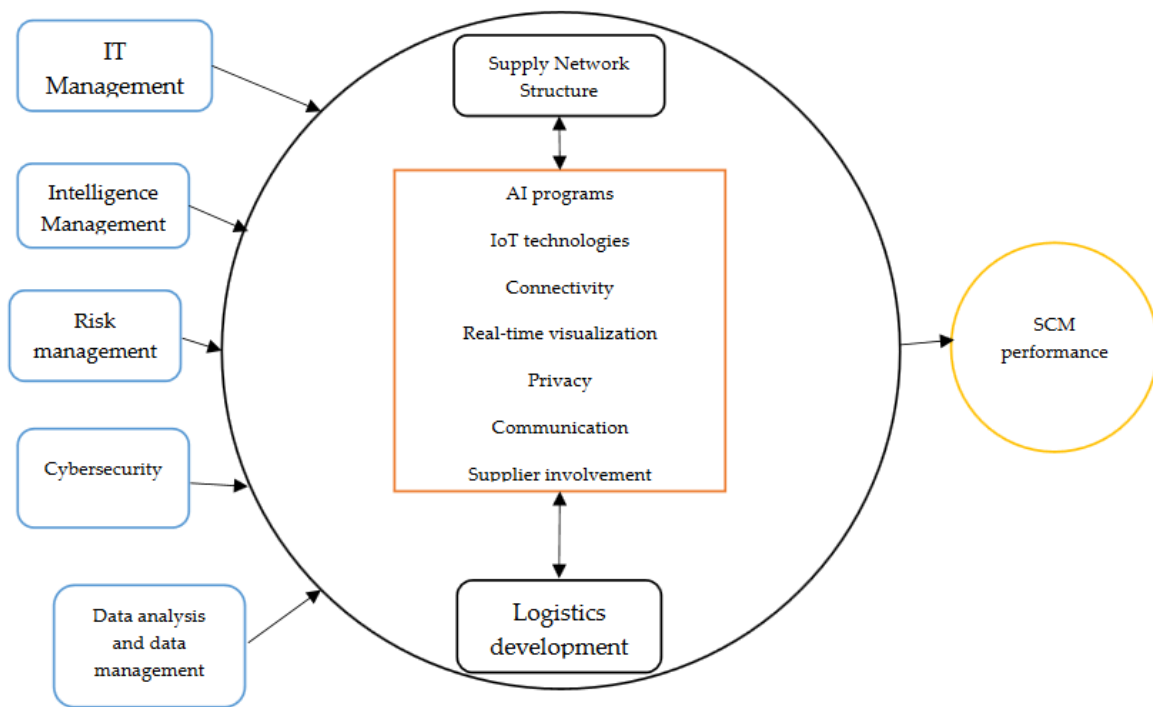 IT
Management
Intelligence
Management
Risk
management
Cybersecurity
Data analysis
and data
management
Supply Network
Structure
AI programs
IoT technologies
Connectivity
Real-time visualization
Privacy
Communication
Supplier involvement
Logistics
development
SCM
performance